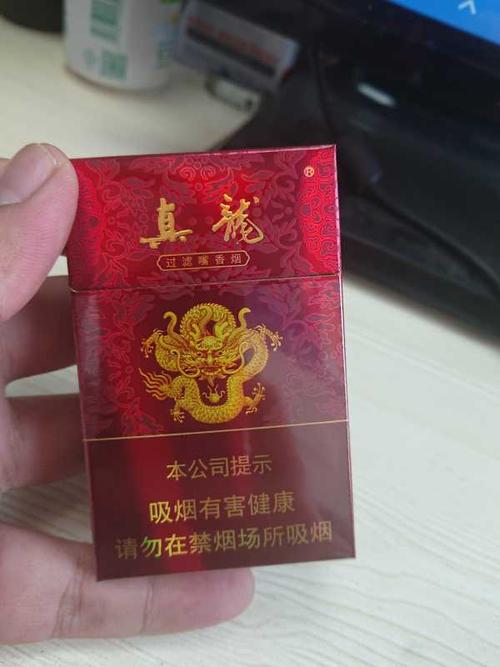 真龍
®
过滤嘴香烟
本公司提示
吸烟有害健康
请勿在禁烟场所吸烟